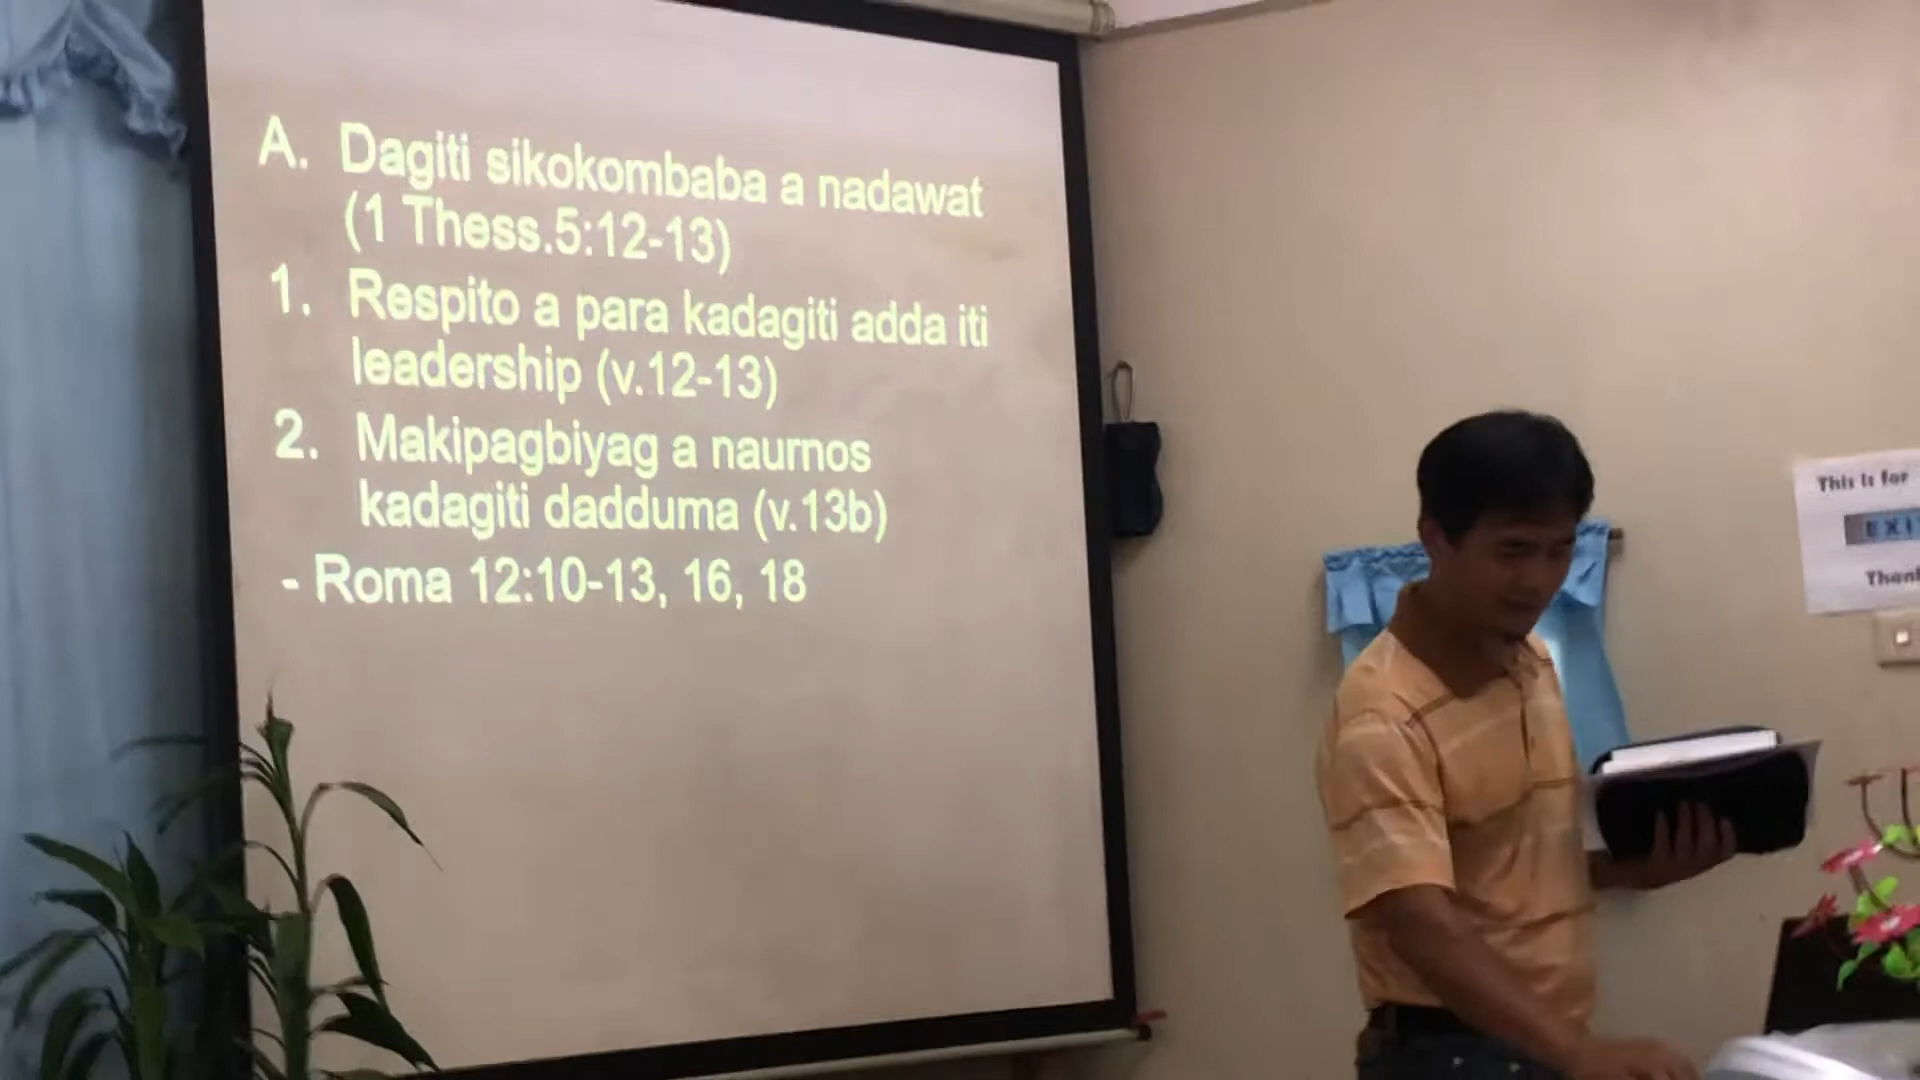 A. Dagiti sikokombaba a nadawat
(1 Thess.5:12-13)
1. Respito a para kadagiti adda iti
leadership (v.12-13)
2. Makipagbiyag a naurnos
kadagiti dadduma (v.13b)
- Roma 12:10-13, 16, 18
This is for